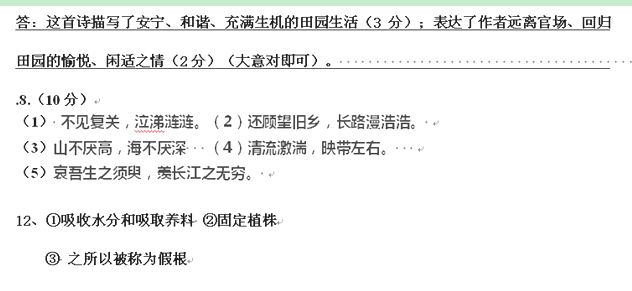 答：这首诗描写了安宁、和谐、充满生机的田园生活（3 分）；表达了作者远离官场、回归
田园的愉悦、闲适之情（2分）（大意对即可）。
.8.（10 分）
（1） 不见复关，泣涕涟涟。（2）还顾望旧乡，长路漫浩浩。
（3）山不厌高，海不厌深 （4）清流激湍，映带左右。
（5）哀吾生之须臾，羡长江之无穷。
12、①吸收水分和吸取养料 ②固定植株
③ 之所以被称为假根